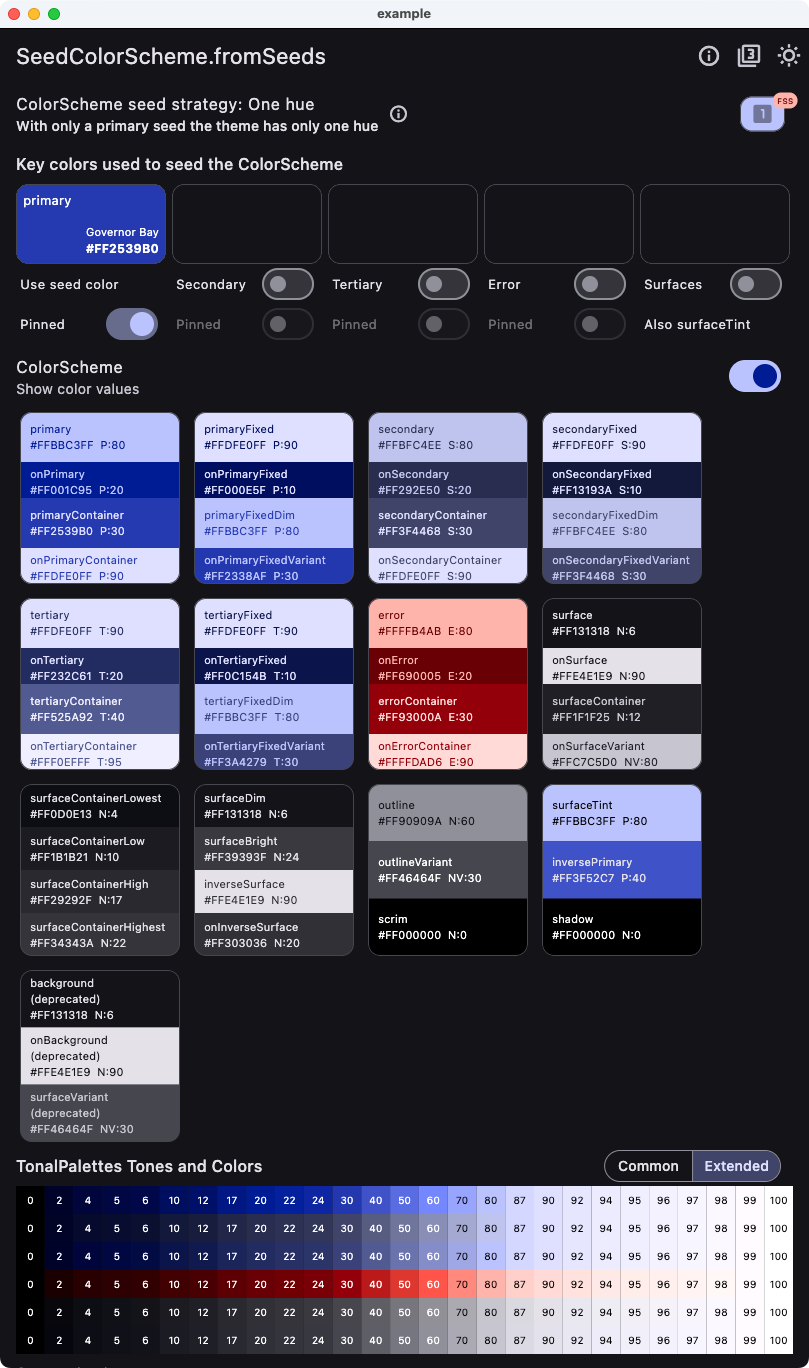 example
SeedColorScheme.fromSeeds
3
ColorScheme seed strategy: One hue
With only a primary seed the theme has only one hue
1
FSS
Key colors used to seed the ColorScheme
primary
Governor Bay
#FF2539B0
Use seed color Secondary Tertiary Error Surfaces
Pinned Pinned Pinned Pinned Also surfaceTint
ColorScheme
Show color values
primary
#FFBBC3FF P:80
onPrimary
#FF001C95 P:20
primaryContainer
#FF2539B0 P:30
onPrimaryContainer
#FFDFE0FF P:90
primaryFixed
#FFDFE0FF P:90
onPrimaryFixed
#FF000E5F P:10
primaryFixedDim
#FFBBC3FF P:80
onPrimaryFixedVariant
#FF2338AF P:30
secondary
#FFBFC4EE S:80
onSecondary
#FF292E50 S:20
secondaryContainer
#FF3F4468 S:30
onSecondaryContainer
#FFDFE0FF S:90
secondaryFixed
#FFDFE0FF S:90
onSecondaryFixed
#FF13193A S:10
secondaryFixedDim
#FFBFC4EE S:80
onSecondaryFixedVariant
#FF3F4468 S:30
tertiary
#FFDFE0FF T:90
onTertiary
#FF232C61 T:20
tertiaryContainer
#FF525A92 T:40
onTertiaryContainer
#FFF0EFFF T:95
tertiaryFixed
#FFDFE0FF T:90
onTertiaryFixed
#FF0C154B T:10
tertiaryFixedDim
#FFBBC3FF T:80
onTertiaryFixedVariant
#FF3A4279 T:30
error
#FFFFB4AB E:80
onError
#FF690005 E:20
errorContainer
#FF93000A E:30
onErrorContainer
#FFFFDAD6 E:90
surface
#FF131318 N:6
onSurface
#FFE4E1E9 N:90
surfaceContainer
#FF1F1F25 N:12
onSurfaceVariant
#FFC7C5D0 NV:80
surfaceContainerLowest
#FF0D0E13 N:4
surfaceContainerLow
#FF1B1B21 N:10
surfaceContainerHigh
#FF29292F N:17
surfaceContainerHighest
#FF34343A N:22
surfaceDim
#FF131318 N:6
surfaceBright
#FF39393F N:24
inverseSurface
#FFE4E1E9 N:90
onInverseSurface
#FF303036 N:20
outline
#FF90909A N:60
outlineVariant
#FF46464F NV:30
scrim
#FF000000 N:0
surfaceTint
#FFBBC3FF P:80
inversePrimary
#FF3F52C7 P:40
shadow
#FF000000 N:0
background
(deprecated)
#FF131318 N:6
onBackground
(deprecated)
#FFE4E1E9 N:90
surfaceVariant
(deprecated)
#FF46464F NV:30
TonalPalettes Tones and Colors
Common Extended
0 2 4 5 6 10 12 17 20 22 24 30 40 50 60 70 80 87 90 92 94 95 96 97 98 99 100
0 2 4 5 6 10 12 17 20 22 24 30 40 50 60 70 80 87 90 92 94 95 96 97 98 99 100
0 2 4 5 6 10 12 17 20 22 24 30 40 50 60 70 80 87 90 92 94 95 96 97 98 99 100
0 2 4 5 6 10 12 17 20 22 24 30 40 50 60 70 80 87 90 92 94 95 96 97 98 99 100
0 2 4 5 6 10 12 17 20 22 24 30 40 50 60 70 80 87 90 92 94 95 96 97 98 99 100
0 2 4 5 6 10 12 17 20 22 24 30 40 50 60 70 80 87 90 92 94 95 96 97 98 99 100